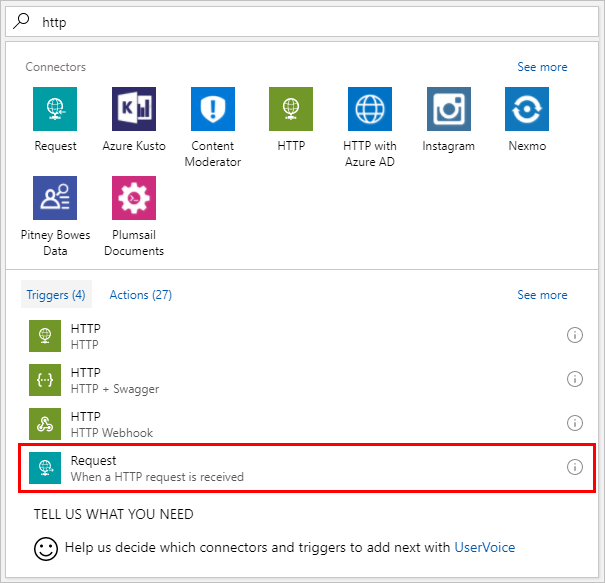 http
Connectors See more
Request Azure Kusto Content Moderator HTTP HTTP with Azure AD Instagram Nexmo
Pitney Bowes Data Plumsail Documents
Triggers (4) Actions (27) See more
HTTP
HTTP
HTTP
HTTP + Swagger
HTTP
HTTP Webhook
Request
When a HTTP request is received
TELL US WHAT YOU NEED
Help us decide which connectors and triggers to add next with UserVoice